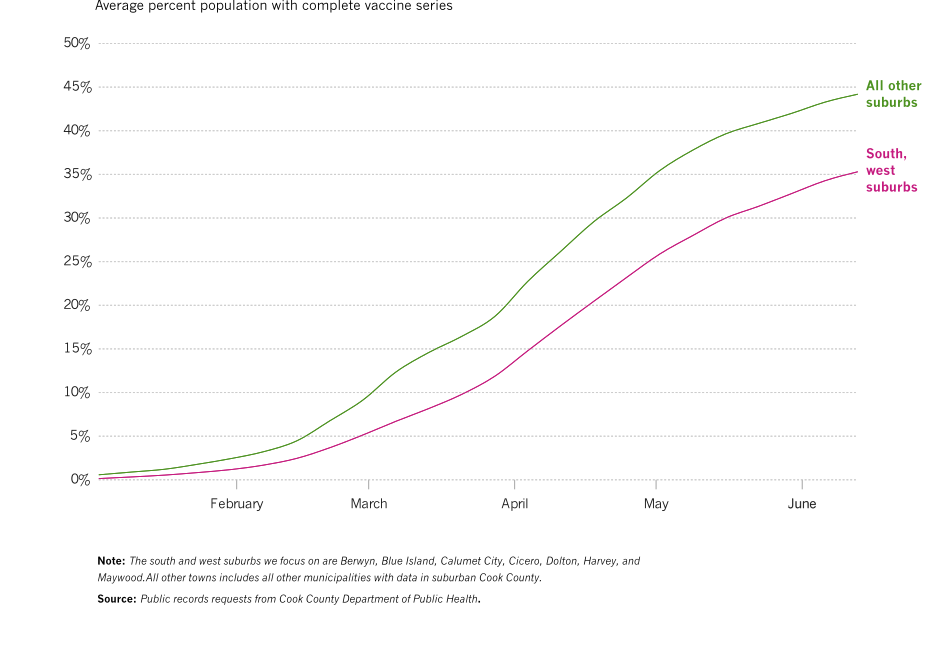 Average percent population with complete vaccine series
50%
45%
40%
35%
30%
25%
20%
15%
10%
5%
0%
All other
suburbs
South,
west
suburbs
February March April May June
Note: The south and west suburbs we focus on are Berwyn, Blue Island, Calumet City, Cicero, Dolton, Harvey, and
Maywood.All other towns includes all other municipalities with data in suburban Cook County.
Source: Public records requests from Cook County Department of Public Health.